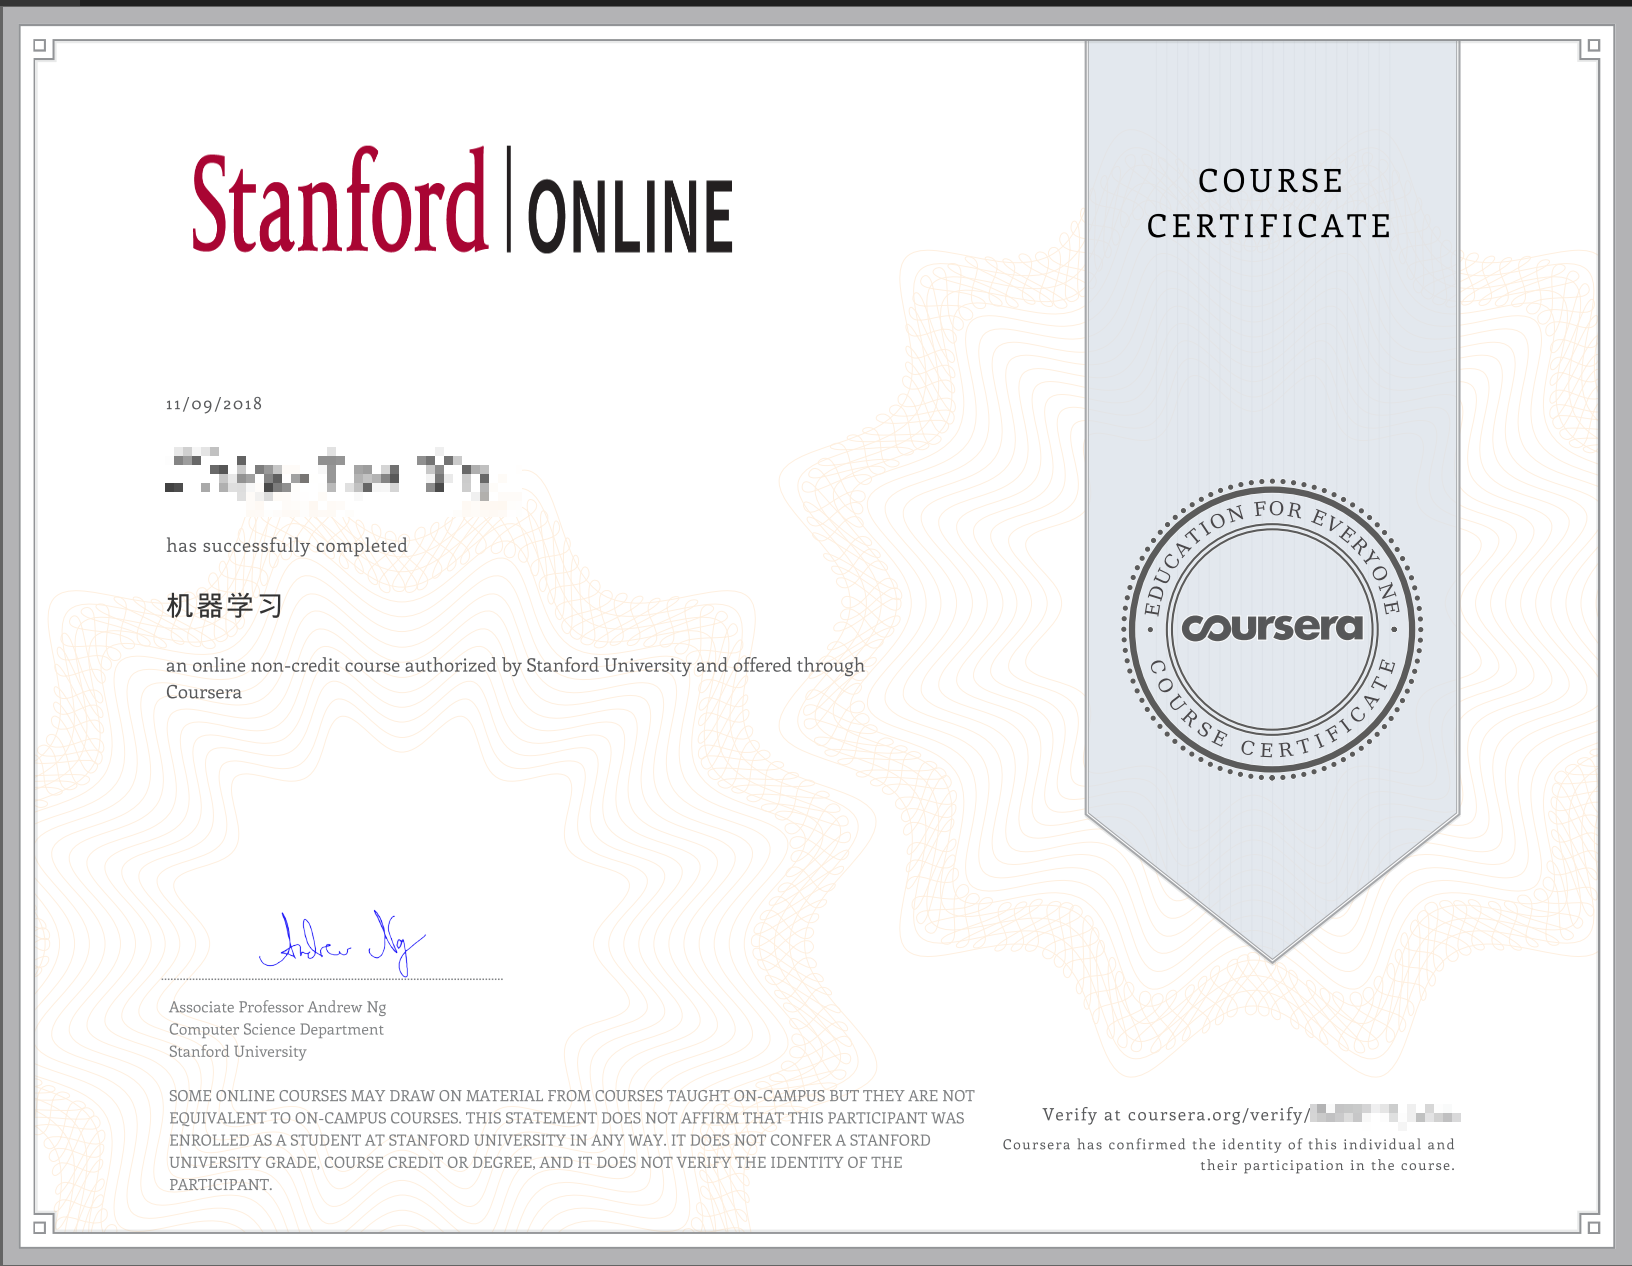 Stanford | ONLINE
COURSE
CERTIFICATE
11/09/2018
has successfully completed
机器学习
an online non-credit course authorized by Stanford University and offered through
Coursera
EDUCATION FOR EVERYONE
coursera
COURSE CERTIFICATE
Andrew Ng
Associate Professor Andrew Ng
Computer Science Department
Stanford University
SOME ONLINE COURSES MAY DRAW ON MATERIAL FROM COURSES TAUGHT ON-CAMPUS BUT THEY ARE NOT
EQUIVALENT TO ON-CAMPUS COURSES. THIS STATEMENT DOES NOT AFFIRM THAT THIS PARTICIPANT WAS
ENROLLED AS A STUDENT AT STANFORD UNIVERSITY IN ANY WAY. IT DOES NOT CONFER A STANFORD
UNIVERSITY GRADE, COURSE CREDIT OR DEGREE, AND IT DOES NOT VERIFY THE IDENTITY OF THE
PARTICIPANT.
Verify at coursera.org/verify/
Coursera has confirmed the identity of this individual and
their participation in the course.